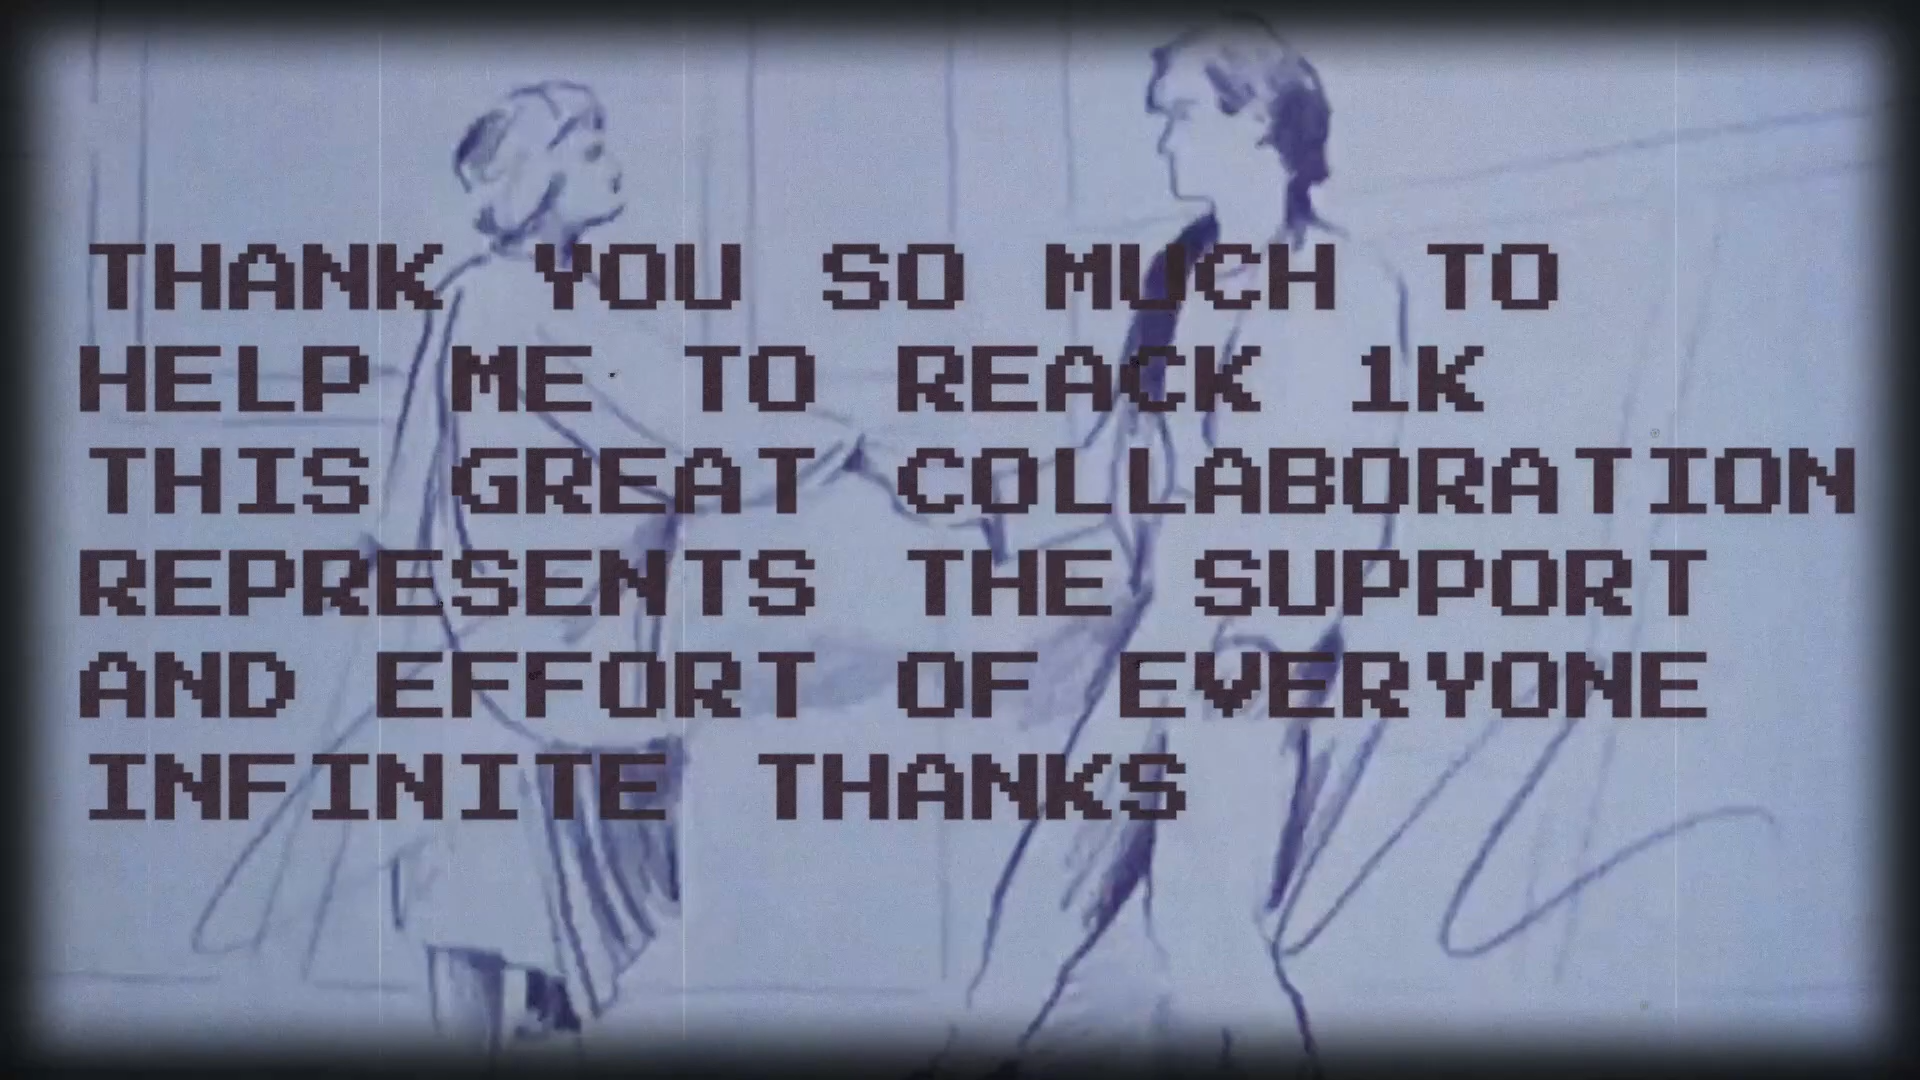 THANK YOU SO MUCH TO
HELP ME TO REACK 1K
THIS GREAT COLLABORATION
REPRESENTS THE SUPPORT
AND EFFORT OF EVERYONE
INFINITE THANKS